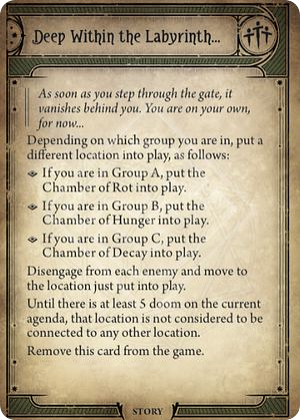 Deep Within the Labyrinth...
As soon as you step through the gate, it
vanishes behind you. You are on your own,
for now...
Depending on which group you are in, put a
different location into play, as follows:
If you are in Group A, put the
Chamber of Rot into play.
If you are in Group B, put the
Chamber of Hunger into play.
If you are in Group C, put the
Chamber of Decay into play.
Disengage from each enemy and move to
the location just put into play.
Until there is at least 5 doom on the current
agenda, that location is not considered to be
connected to any other location.
Remove this card from the game.
STORY